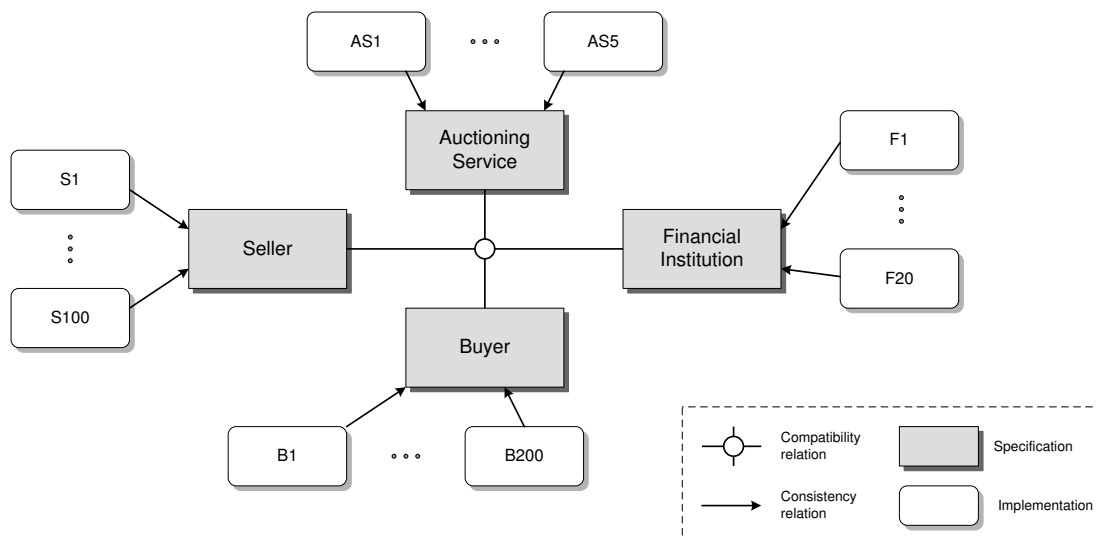 AS1
AS5
Auctioning
Service
F1
S1
Seller
Financial
Institution
F20
S100
Buyer
B1
B200
Compatibility
relation
Specification
Consistency
relation
Implementation